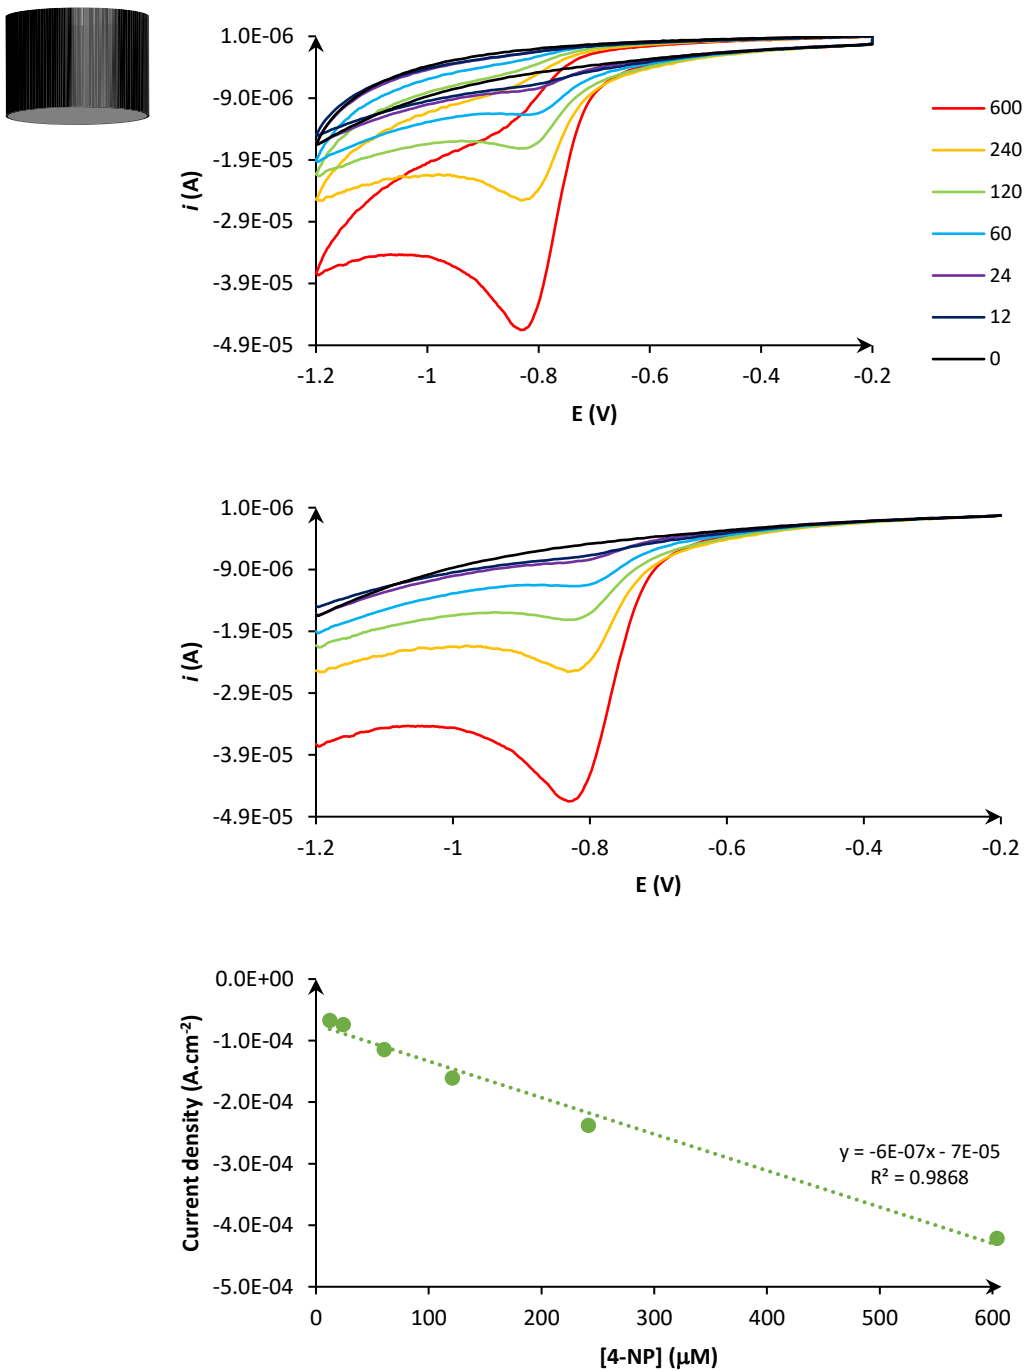 1.0E-06
-9.0E-06
-1.9E-05
-2.9E-05
-3.9E-05
-4.9E-05
i (A)
-1.2 -1 -0.8 -0.6 -0.4 -0.2
E (V)
600
240
120
60
24
12
0
1.0E-06
-9.0E-06
-1.9E-05
-2.9E-05
-3.9E-05
-4.9E-05
i (A)
-1.2 -1 -0.8 -0.6 -0.4 -0.2
E (V)
0.0E+00
-1.0E-04
-2.0E-04
-3.0E-04
-4.0E-04
-5.0E-04
Current density (A.cm⁻²)
y = -6E-07x - 7E-05
R² = 0.9868
0 100 200 300 400 500 600
[4-NP] (µM)